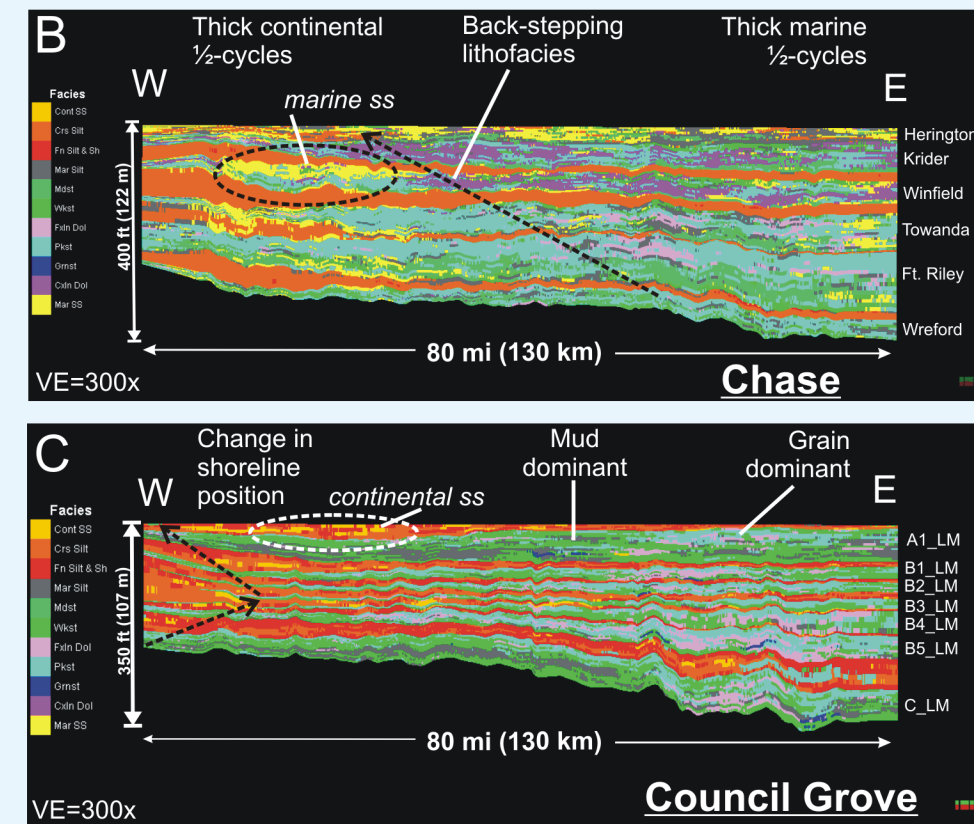 B
Thick continental
½-cycles
Back-stepping
lithofacies
Thick marine
½-cycles
W
E
marine ss
Facies
Cont SS
Crs Silt
Fn Silt & Sh
Mar Silt
Mdst
Wkst
Fxln Dol
Pkst
Grnst
Cxln Dol
Mar SS
400 ft (122 m)
Herington
Krider
Winfield
Towanda
Ft. Riley
Wreford
80 mi (130 km)
VE=300x
Chase
C
Change in
shoreline
position
Mud
dominant
Grain
dominant
W
E
continental ss
Facies
Cont SS
Crs Silt
Fn Silt & Sh
Mar Silt
Mdst
Wkst
Fxln Dol
Pkst
Grnst
Cxln Dol
Mar SS
350 ft (107 m)
A1_LM
B1_LM
B2_LM
B3_LM
B4_LM
B5_LM
C_LM
80 mi (130 km)
VE=300x
Council Grove